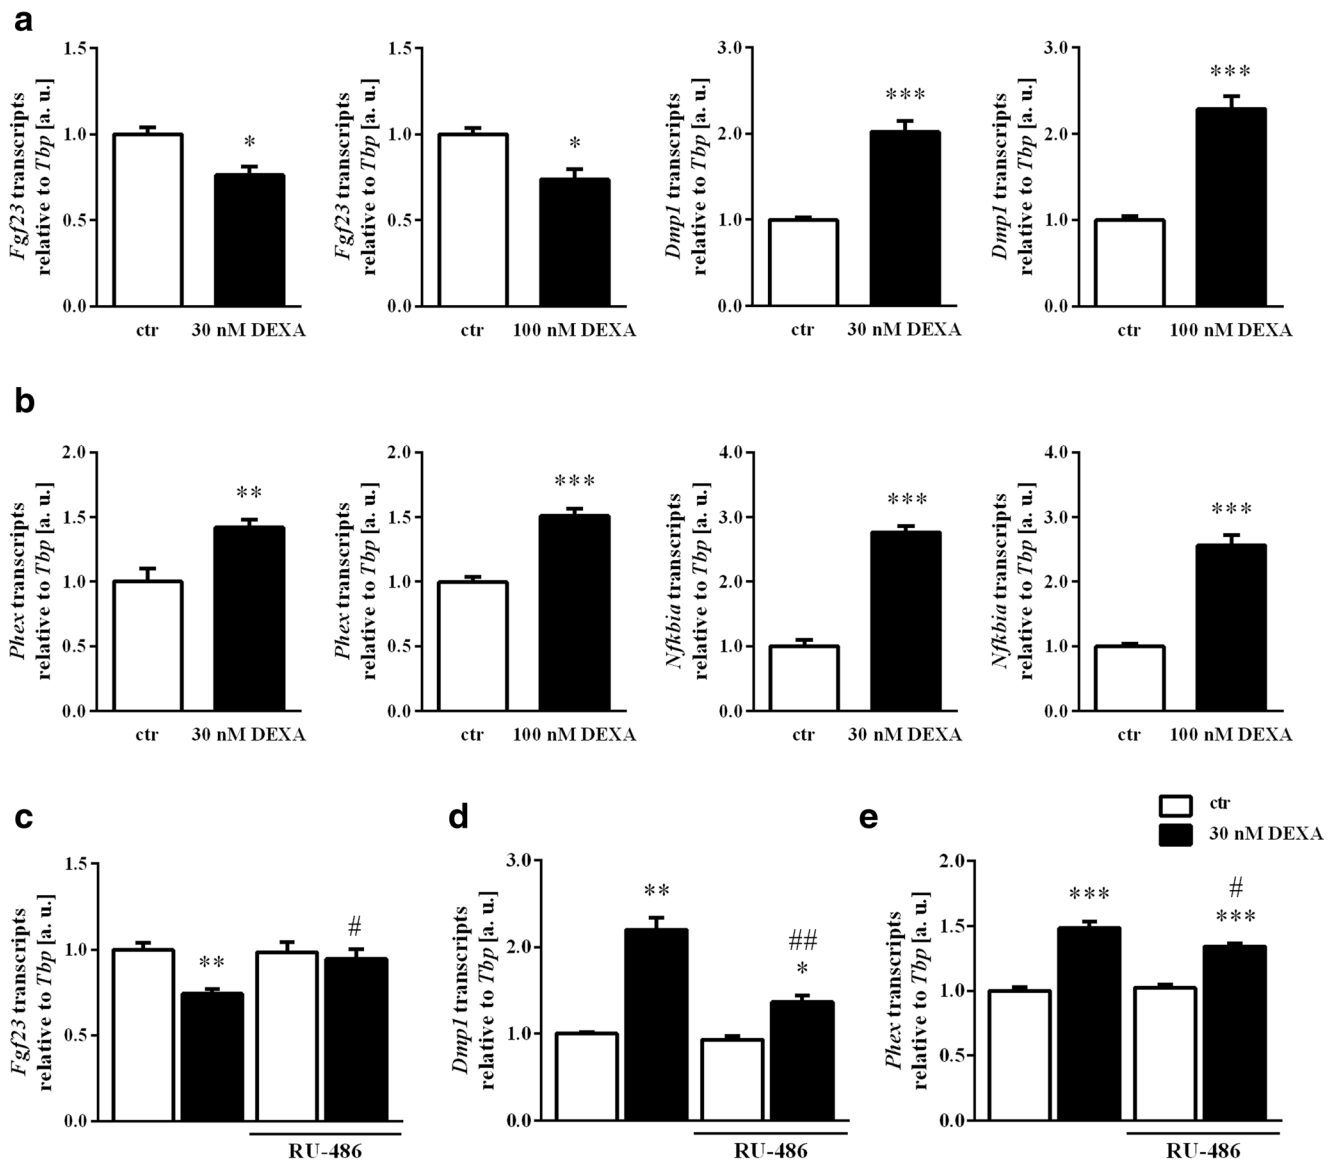 a
1.5
1.0
0.5
0.0
Fgf23 transcripts
relative to Tbp [a. u.]
*
ctr
30 nM DEXA
1.5
1.0
0.5
0.0
Fgf23 transcripts
relative to Tbp [a. u.]
*
ctr
100 nM DEXA
3.0
2.0
1.0
0.0
Dmp1 transcripts
relative to Tbp [a. u.]
***
ctr
30 nM DEXA
3.0
2.0
1.0
0.0
Dmp1 transcripts
relative to Tbp [a. u.]
***
ctr
100 nM DEXA
b
2.0
1.5
1.0
0.5
0.0
Phex transcripts
relative to Tbp [a. u.]
**
ctr
30 nM DEXA
2.0
1.5
1.0
0.5
0.0
Phex transcripts
relative to Tbp [a. u.]
***
ctr
100 nM DEXA
4.0
3.0
2.0
1.0
0.0
Nfkbia transcripts
relative to Tbp [a. u.]
***
ctr
30 nM DEXA
4.0
3.0
2.0
1.0
0.0
Nfkbia transcripts
relative to Tbp [a. u.]
***
ctr
100 nM DEXA
c
1.5
1.0
0.5
0.0
Fgf23 transcripts
relative to Tbp [a. u.]
**
#
RU-486
d
3.0
2.0
1.0
0.0
Dmp1 transcripts
relative to Tbp [a. u.]
**
##
*
RU-486
e
ctr
30 nM DEXA
2.0
1.5
1.0
0.5
0.0
Phex transcripts
relative to Tbp [a. u.]
***
#
***
RU-486